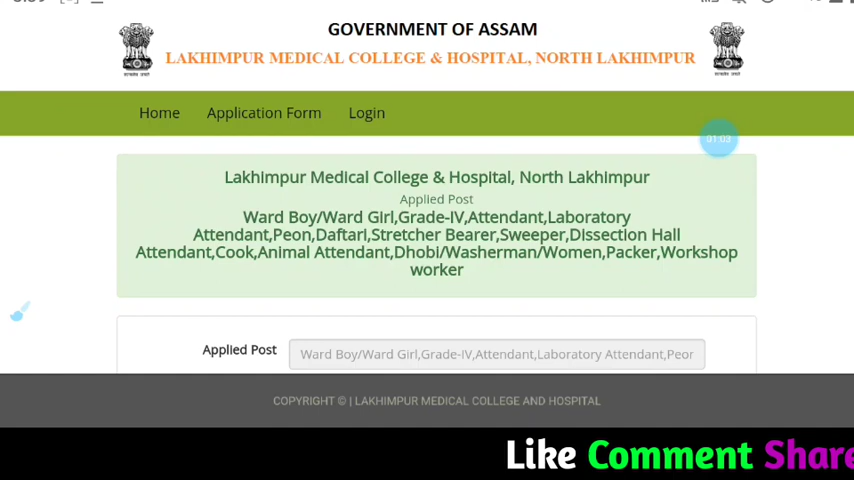 GOVERNMENT OF ASSAM
LAKHIMPUR MEDICAL COLLEGE & HOSPITAL, NORTH LAKHIMPUR
Home Application Form Login
01:03
Lakhimpur Medical College & Hospital, North Lakhimpur
Applied Post
Ward Boy/Ward Girl,Grade-IV,Attendant,Laboratory
Attendant,Peon,Daftari,Stretcher Bearer,Sweeper,Dissection Hall
Attendant,Cook,Animal Attendant,Dhobi/Washerman/Women,Packer,Workshop
worker
Applied Post Ward Boy/Ward Girl,Grade-IV,Attendant,Laboratory Attendant,Peor
COPYRIGHT © | LAKHIMPUR MEDICAL COLLEGE AND HOSPITAL
Like Comment Share